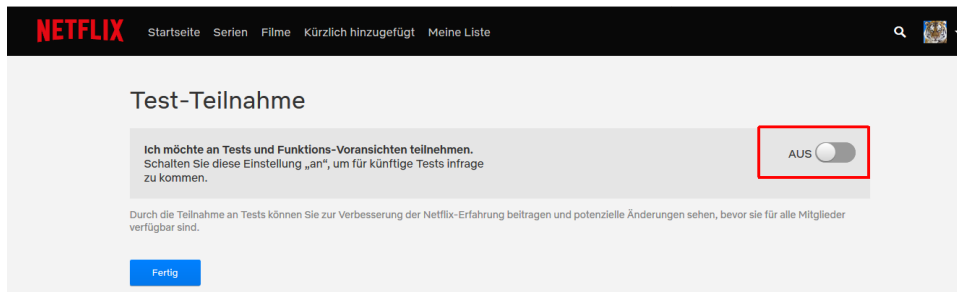 NETFLIX Startseite Serien Filme Kürzlich hinzugefügt Meine Liste
Test-Teilnahme
Ich möchte an Tests und Funktions-Voransichten teilnehmen.
Schalten Sie diese Einstellung „an“, um für künftige Tests infrage
zu kommen.
AUS
Durch die Teilnahme an Tests können Sie zur Verbesserung der Netflix-Erfahrung beitragen und potenzielle Änderungen sehen, bevor sie für alle Mitglieder
verfügbar sind.
Fertig